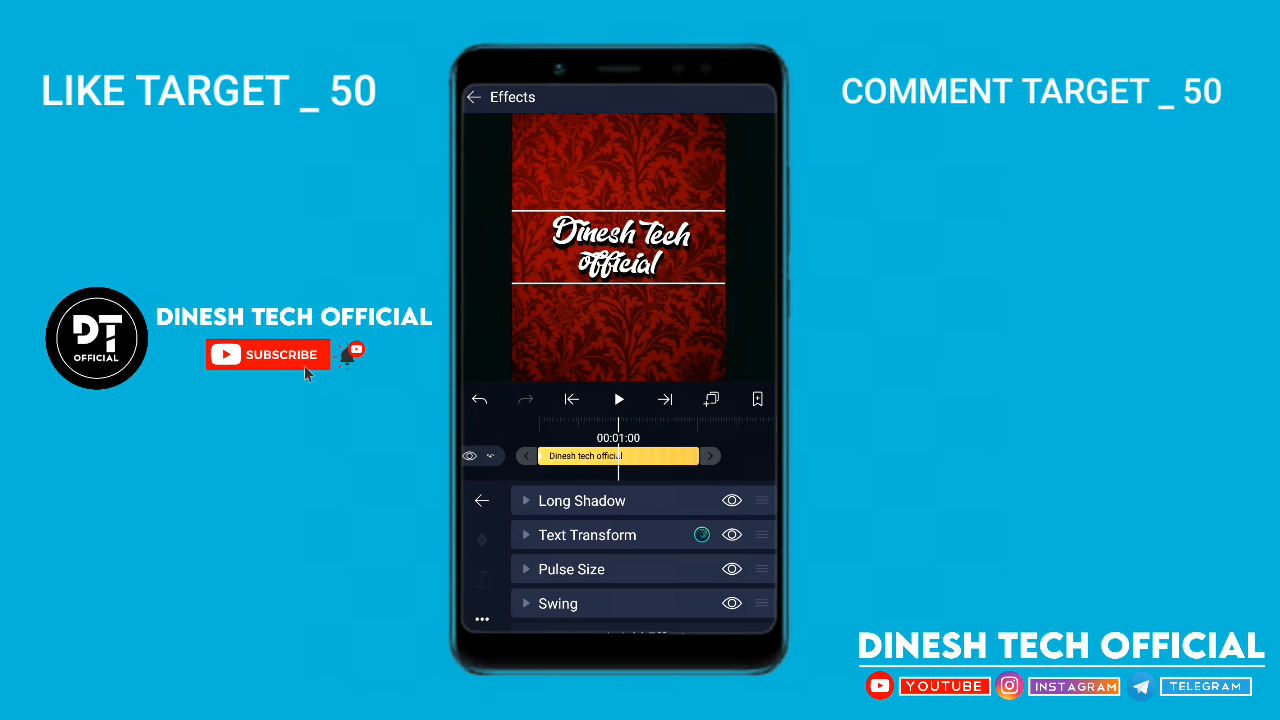 LIKE TARGET _ 50
COMMENT TARGET _ 50
Effects
Dinesh Tech
official
DT
OFFICIAL
DINESH TECH OFFICIAL
SUBSCRIBE
00:01:00
Dinesh tech official
Long Shadow
Text Transform
Pulse Size
Swing
DINESH TECH OFFICIAL
YOUTUBE
INSTAGRAM
TELEGRAM